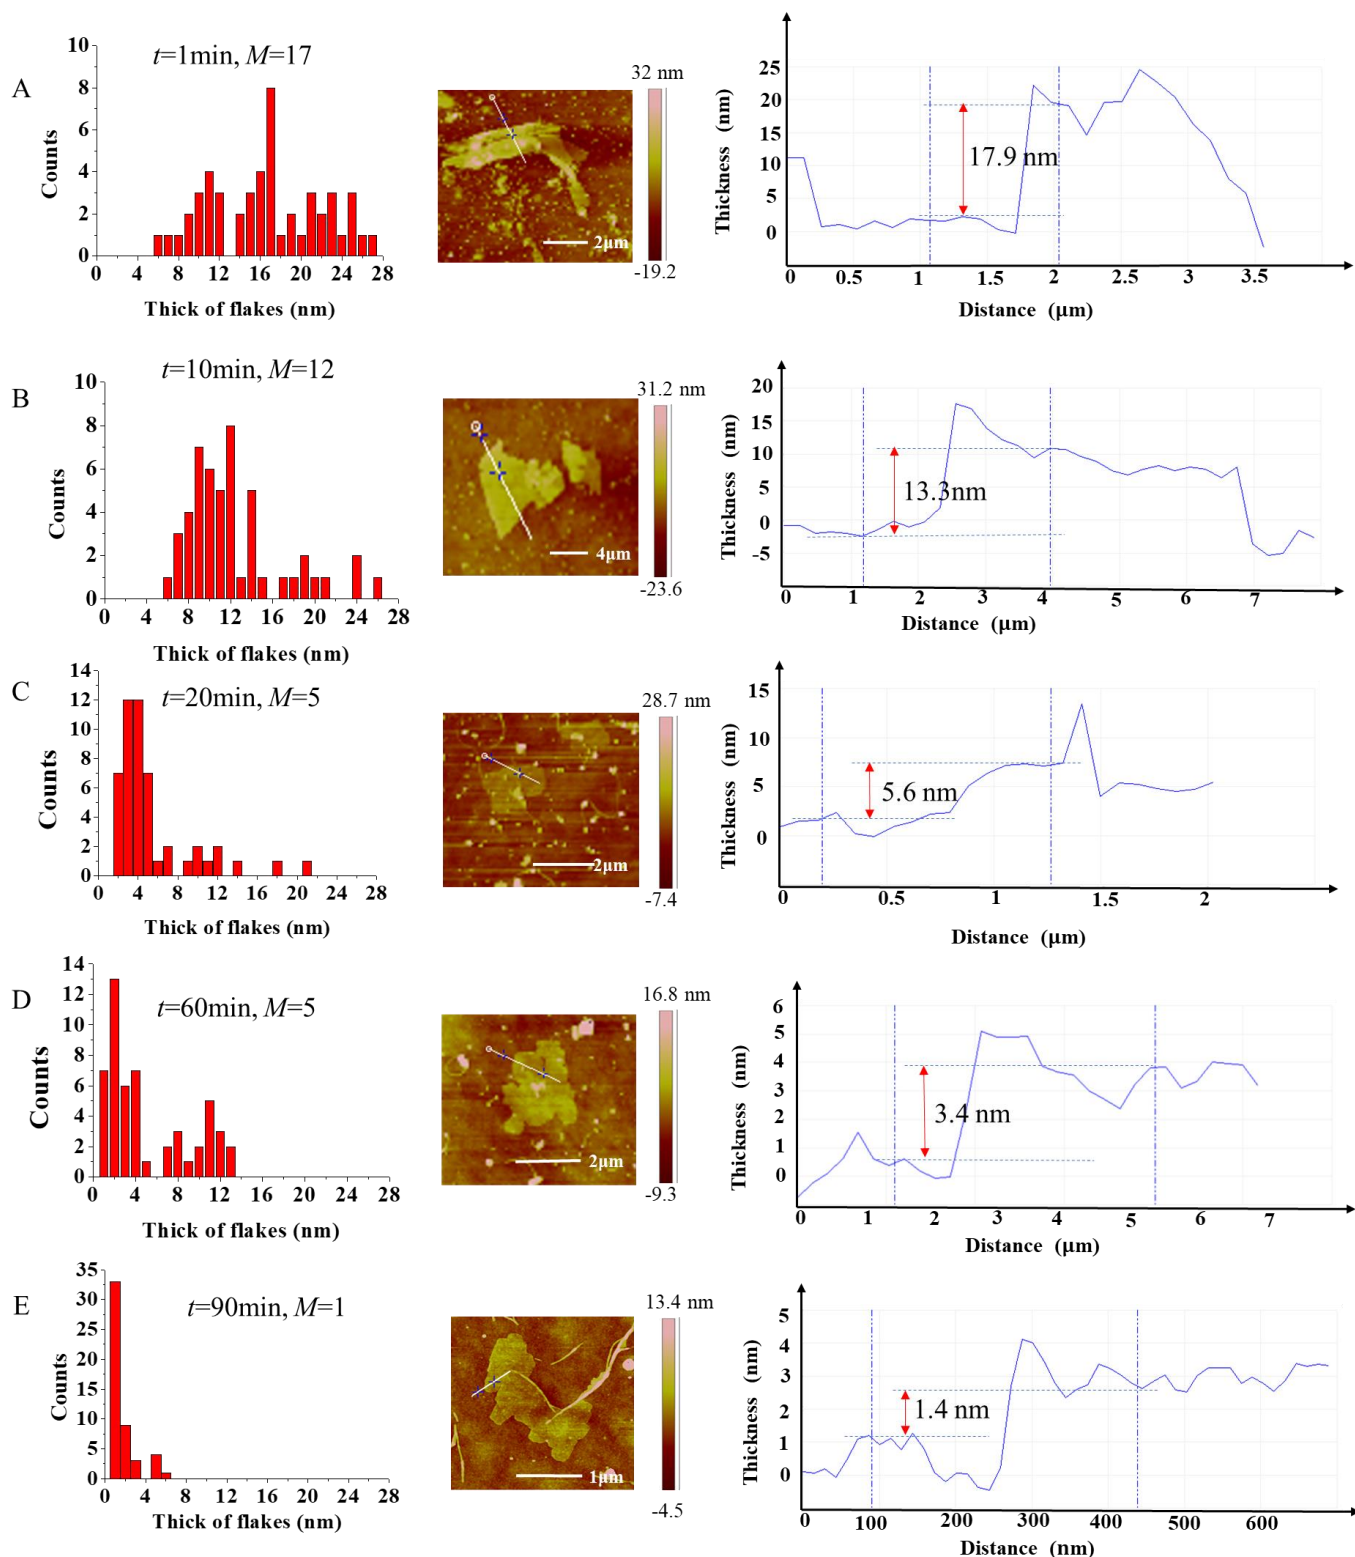 A
t=1min, M=17
Counts
10
8
6
4
2
0
0 4 8 12 16 20 24 28
Thick of flakes (nm)
32 nm
2μm
-19.2
Thickness (nm)
25
20
15
10
5
0
17.9 nm
0 0.5 1 1.5 2 2.5 3 3.5
Distance (μm)
B
t=10min, M=12
Counts
10
8
6
4
2
0
0 4 8 12 16 20 24 28
Thick of flakes (nm)
31.2 nm
4μm
-23.6
Thickness (nm)
20
15
10
5
0
-5
13.3nm
0 1 2 3 4 5 6 7
Distance (μm)
C
t=20min, M=5
Counts
14
12
10
8
6
4
2
0
0 4 8 12 16 20 24 28
Thick of flakes (nm)
28.7 nm
2μm
-7.4
Thickness (nm)
15
10
5
0
5.6 nm
0 0.5 1 1.5 2
Distance (μm)
D
t=60min, M=5
Counts
14
12
10
8
6
4
2
0
0 4 8 12 16 20 24 28
Thick of flakes (nm)
16.8 nm
2μm
-9.3
Thickness (nm)
6
5
4
3
2
1
0
3.4 nm
0 1 2 3 4 5 6 7
Distance (μm)
E
t=90min, M=1
Counts
35
30
25
20
15
10
5
0
0 4 8 12 16 20 24 28
Thick of flakes (nm)
13.4 nm
1μm
-4.5
Thickness (nm)
5
4
3
2
1
0
1.4 nm
0 100 200 300 400 500 600
Distance (nm)